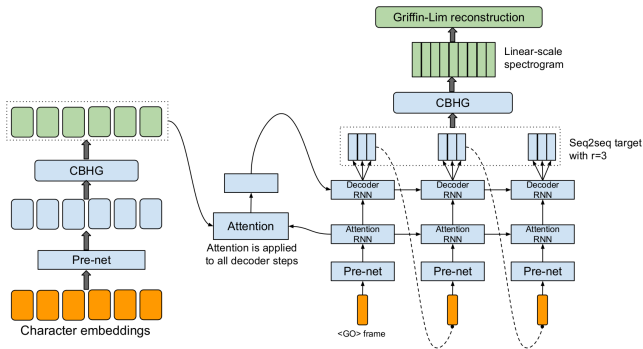 Griffin-Lim reconstruction
Linear-scale
spectrogram
CBHG
Seq2seq target
with r=3
CBHG
Decoder
RNN
Decoder
RNN
Decoder
RNN
Attention
Attention is applied
to all decoder steps
Attention
RNN
Attention
RNN
Attention
RNN
Pre-net
Pre-net
Pre-net
Pre-net
<GO> frame
Character embeddings